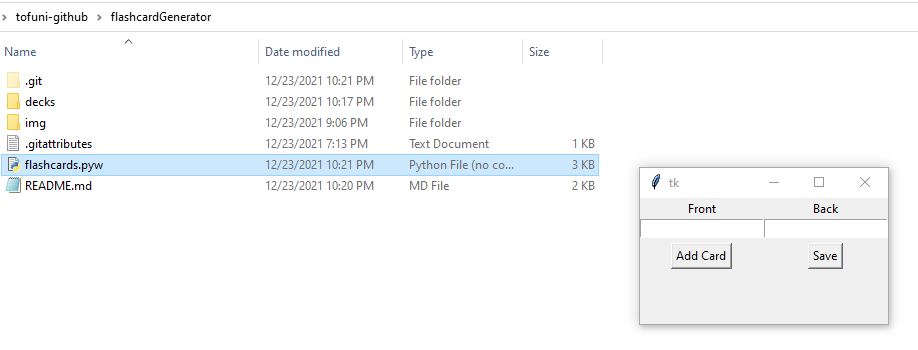 tofuni-github > flashcardGenerator
Name Date modified Type Size
.git 12/23/2021 10:21 PM File folder
decks 12/23/2021 10:17 PM File folder
img 12/23/2021 9:06 PM File folder
.gitattributes 12/23/2021 7:13 PM Text Document 1 KB
flashcards.pyw 12/23/2021 10:21 PM Python File (no co... 3 KB
README.md 12/23/2021 10:20 PM MD File 2 KB
tk
Front Back
Add Card Save